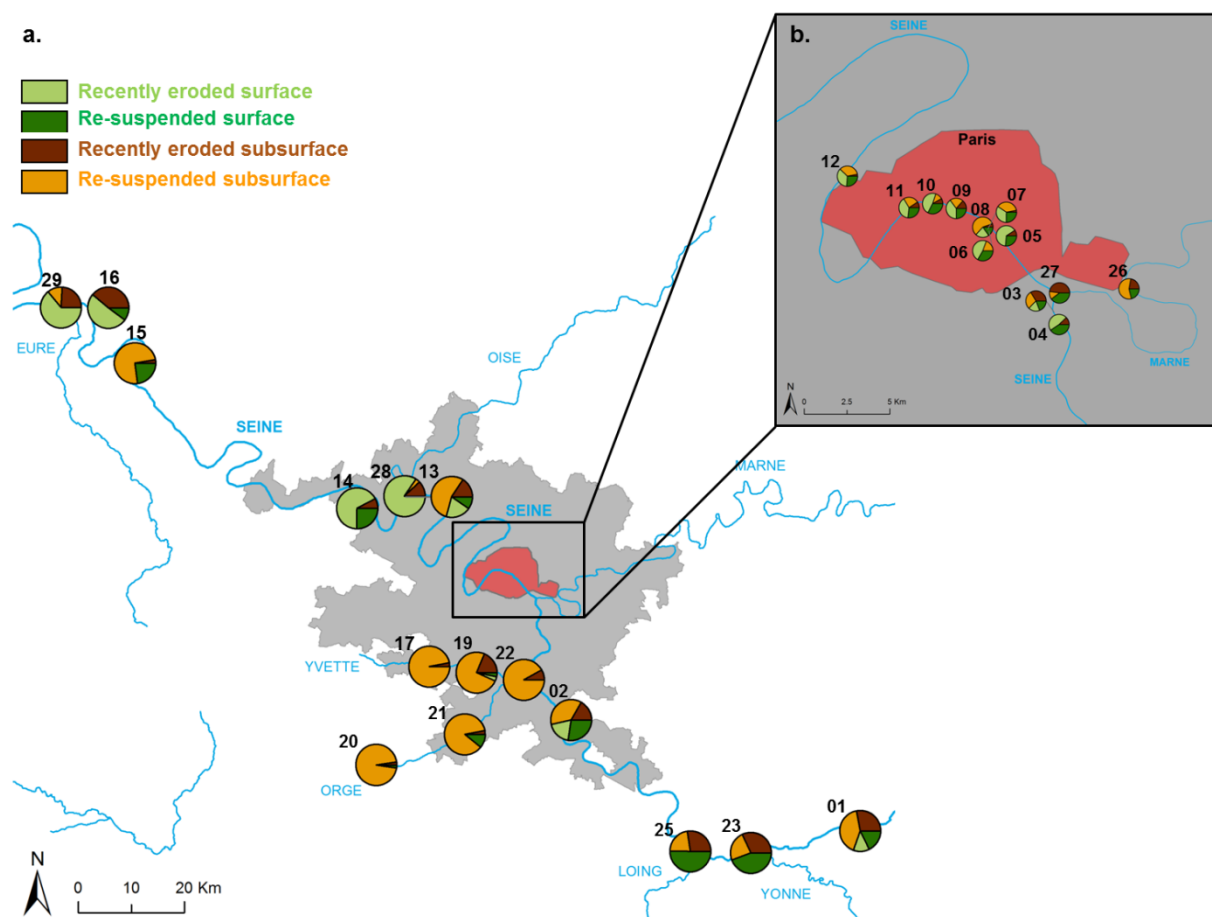 a.
Recently eroded surface
Re-suspended surface
Recently eroded subsurface
Re-suspended subsurface
b.
SEINE
Paris
12
11
10
09
08
07
06
05
27
26
03
04
MARNE
SEINE
N
0 2.5 5 Km
29
16
15
EURE
OISE
SEINE
14
28
13
MARNE
SEINE
17
19
22
YVETTE
02
21
20
ORGE
01
25
23
LOING
YONNE
N
0 10 20 Km